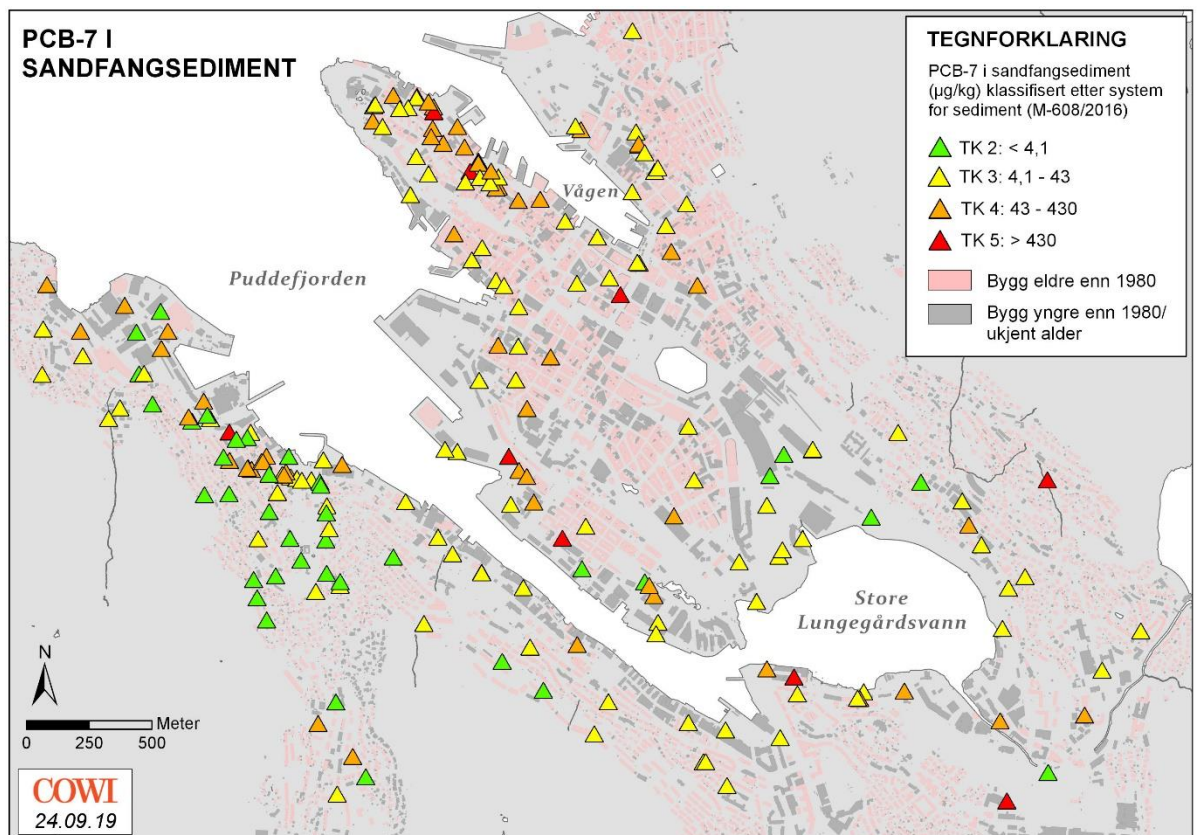 PCB-7 I
SANDFANGSEDIMENT
TEGNFORKLARING
PCB-7 i sandfangsediment
(µg/kg) klassifisert etter system
for sediment (M-608/2016)
TK 2: < 4,1
TK 3: 4,1 - 43
TK 4: 43 - 430
TK 5: > 430
Bygg eldre enn 1980
Bygg yngre enn 1980/
ukjent alder
Vågen
Puddefjorden
Store
Lungegårdsvann
N
Meter
0 250 500
COWI
24.09.19